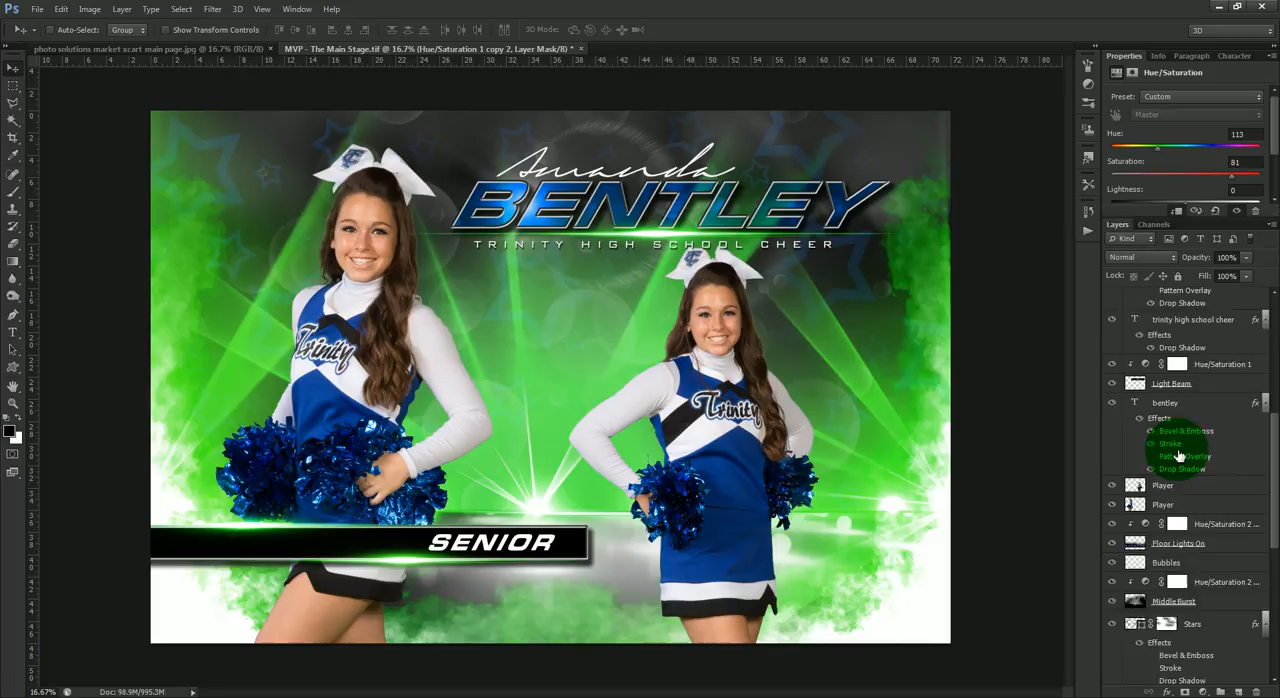 Ps File Edit Image Layer Type Select Filter 3D View Window Help
Auto-Select: Group Show Transform Controls 3D Mode: 3D
photo solutions market xcart main page.jpg @ 16.7% (RGB/8) × MVP - The Main Stage.tif @ 16.7% (Hue/Saturation 1 copy 2, Layer Mask/8) * ×
Properties Info Paragraph Character
Hue/Saturation
Preset: Custom
Master
Hue: 113
Saturation: 81
Lightness: 0
Layers Channels
Kind
Normal Opacity: 100%
Lock: Fill: 100%
Pattern Overlay
Drop Shadow
trinity high school cheer fx
Effects
Drop Shadow
Hue/Saturation 1
Light Beam
bentley fx
Effects
Bevel & Emboss
Stroke
Pattern Overlay
Drop Shadow
Player
Player
Hue/Saturation 2 ...
Floor Lights On
Bubbles
Hue/Saturation 2 ...
Middle Burst
Stars fx
Effects
Bevel & Emboss
Stroke
Drop Shadow
Amanda
BENTLEY
TRINITY HIGH SCHOOL CHEER
Trinity
Trinity
SENIOR
16.67% Doc: 98.9M/995.3M